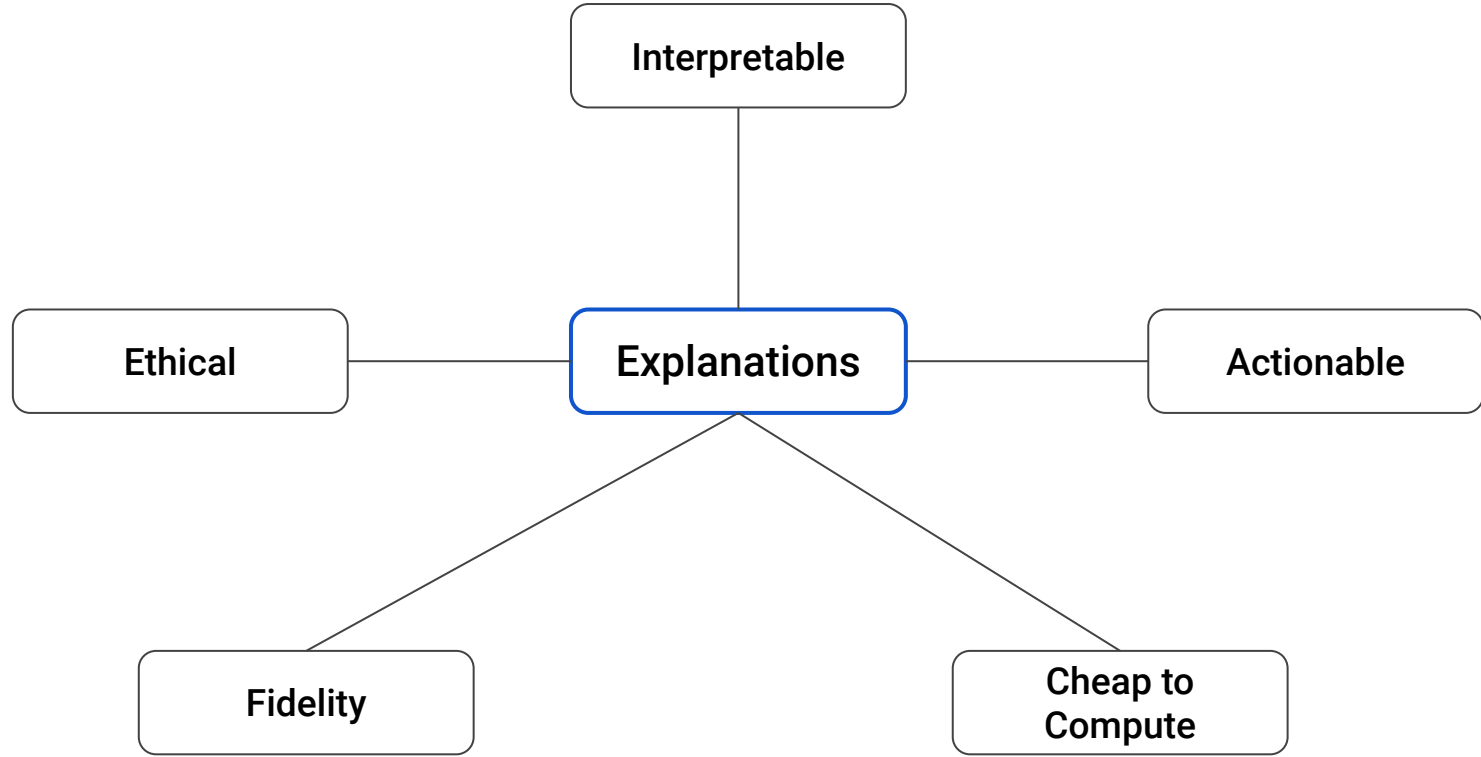 Interpretable
Ethical
Explanations
Actionable
Fidelity
Cheap to
Compute